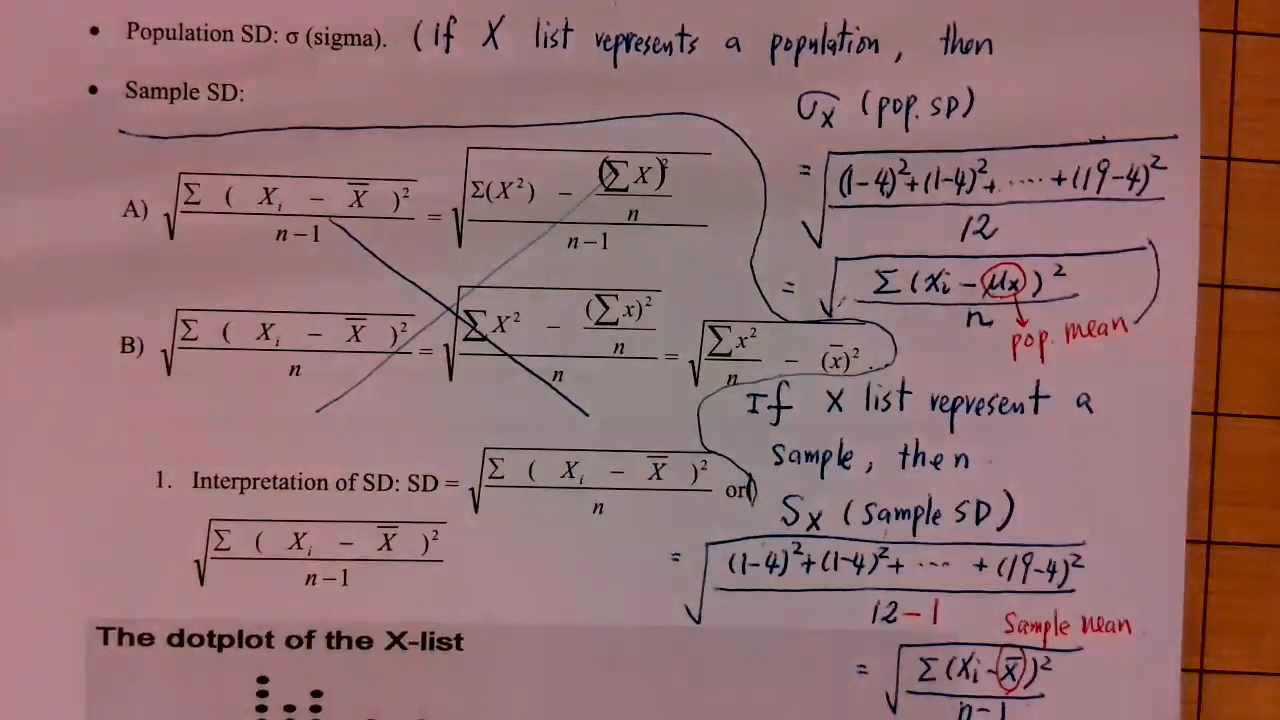 • Population SD: σ (sigma). (If X list represents a population, then
• Sample SD:
σx (pop. SD)
= √((1-4)²+(1-4)²+ ..... +(19-4)² / 12)
= √(Σ (xi - μx)² / n)
pop. mean
A) √(Σ ( Xi − X̄ )² / n−1) = √((Σ(X²) − (ΣX)²/n) / n−1)
B) √(Σ ( Xi − X̄ )² / n) = √((ΣX² − (Σx)²/n) / n) = √(Σx²/n − (x̄)²)
If X list represent a
sample, then
Sx (Sample SD)
= √((1-4)²+(1-4)²+ ... +(19-4)² / 12-1)
Sample mean
= √(Σ(Xi-x̄)² / n-1)
1. Interpretation of SD: SD = √(Σ ( Xi − X̄ )² / n) or
√(Σ ( Xi − X̄ )² / n−1)
The dotplot of the X-list